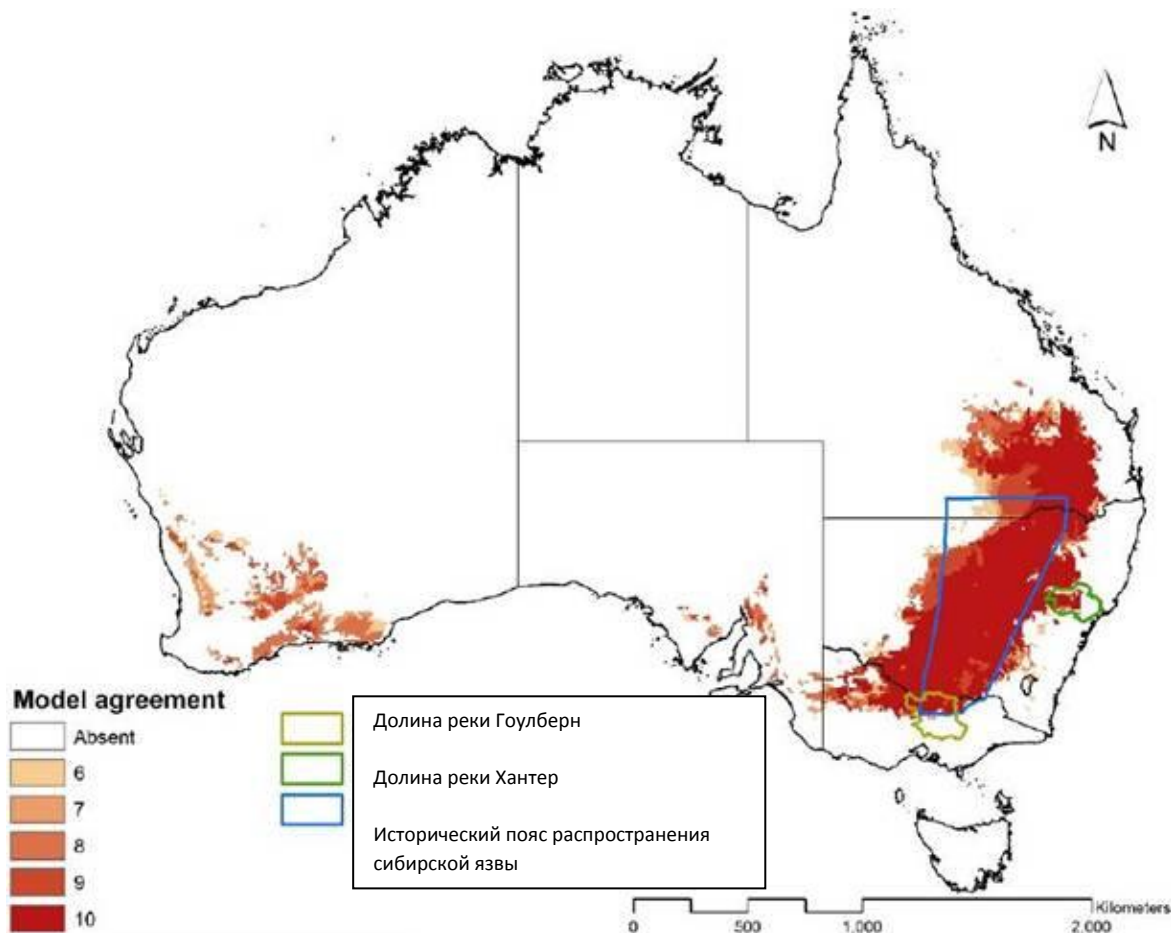 N
Model agreement
Absent
6
7
8
9
10
Долина реки Гоулберн
Долина реки Хантер
Исторический пояс распространения
сибирской язвы
Kilometers
0 500 1,000 2,000